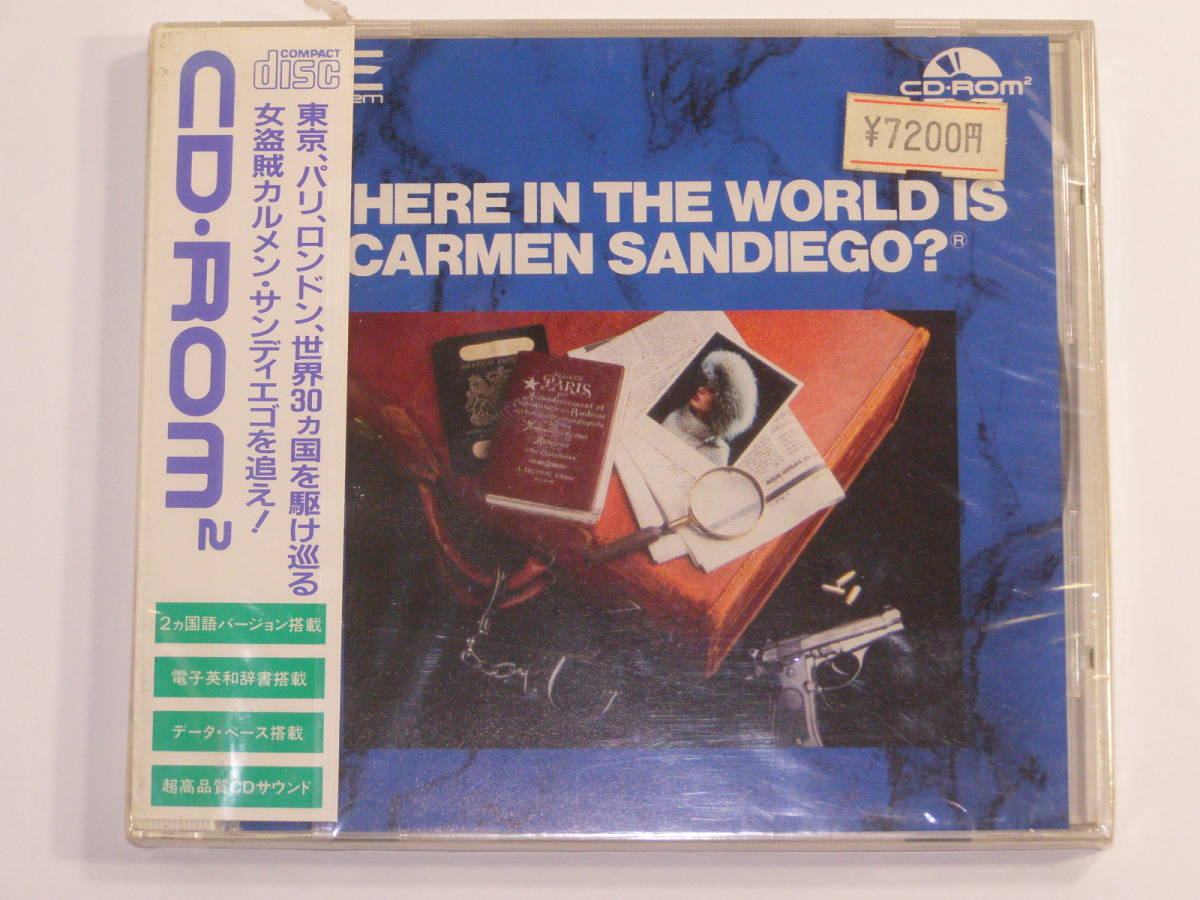 COMPACT
disc
CD·ROM²
東京、パリ、ロンドン、世界30ヵ国を駆け巡る
女盗賊カルメン・サンディエゴを追え!
2ヵ国語バージョン搭載
電子英和辞書搭載
データ・ベース搭載
超高品質CDサウンド
E
em
CD·ROM²
¥7200円
HERE IN THE WORLD IS
CARMEN SANDIEGO?®
PARIS